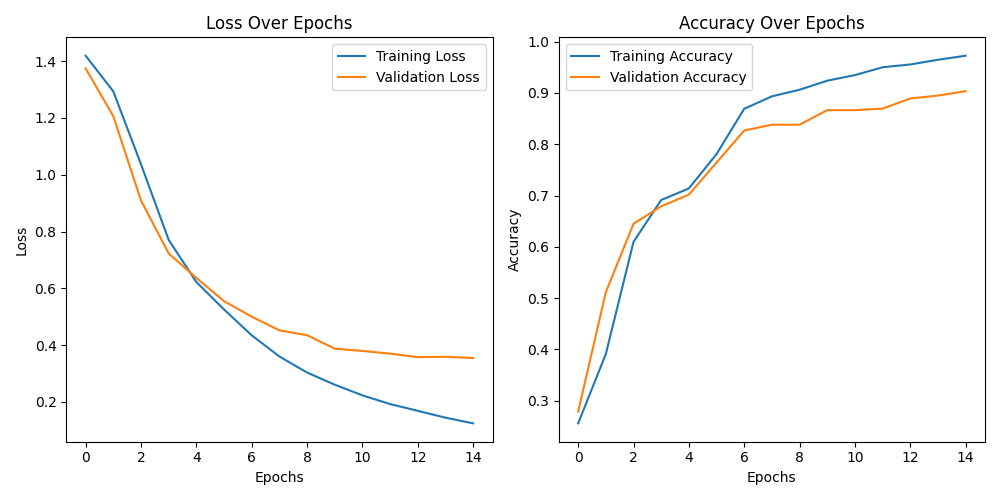 Loss Over Epochs
Training Loss
Validation Loss
1.4
1.2
1.0
0.8
0.6
0.4
0.2
Loss
0 2 4 6 8 10 12 14
Epochs
Accuracy Over Epochs
Training Accuracy
Validation Accuracy
1.0
0.9
0.8
0.7
0.6
0.5
0.4
0.3
Accuracy
0 2 4 6 8 10 12 14
Epochs